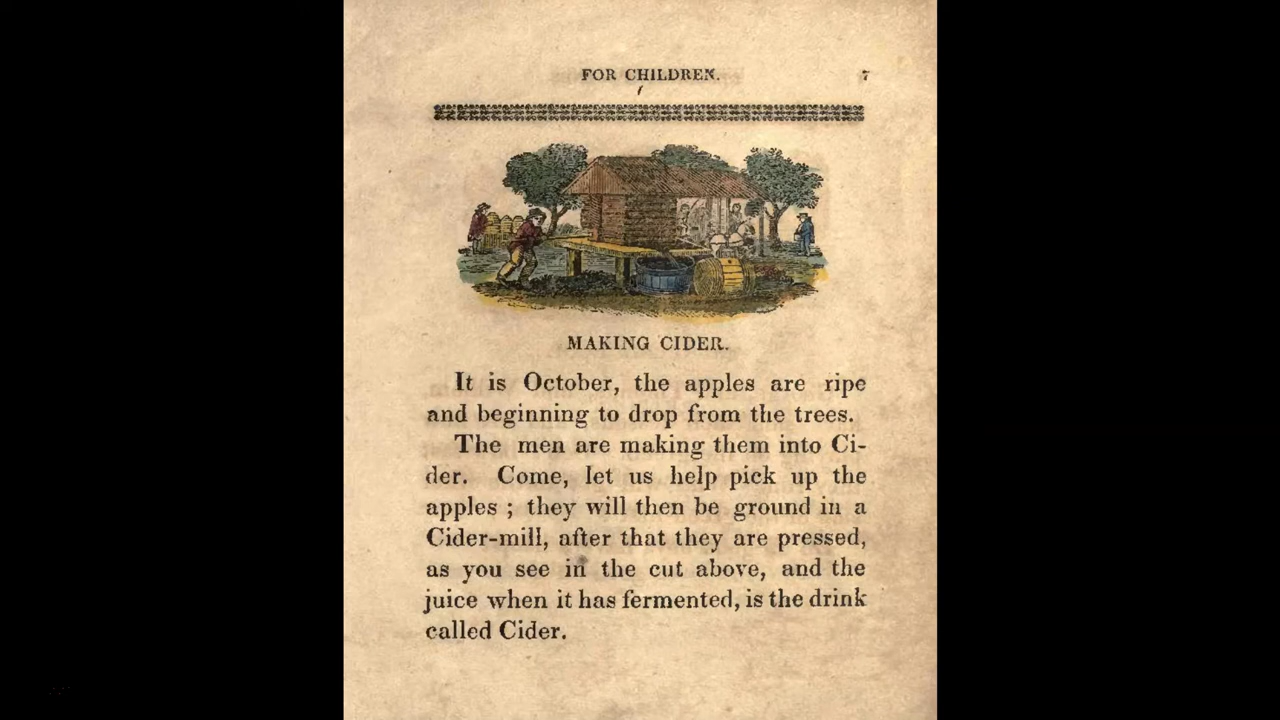 FOR CHILDREN. 7
MAKING CIDER.
It is October, the apples are ripe
and beginning to drop from the trees.
The men are making them into Ci-
der. Come, let us help pick up the
apples ; they will then be ground in a
Cider-mill, after that they are pressed,
as you see in the cut above, and the
juice when it has fermented, is the drink
called Cider.